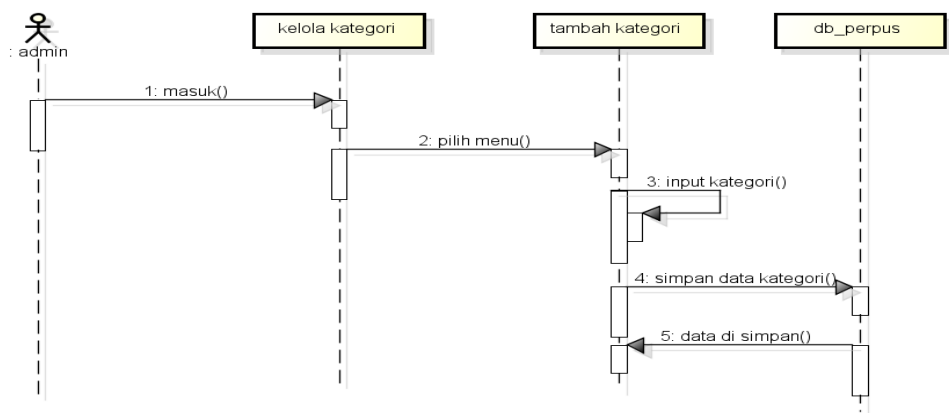 : admin
kelola kategori
tambah kategori
db_perpus
1: masuk()
2: pilih menu()
3: input kategori()
4: simpan data kategori()
5: data di simpan()